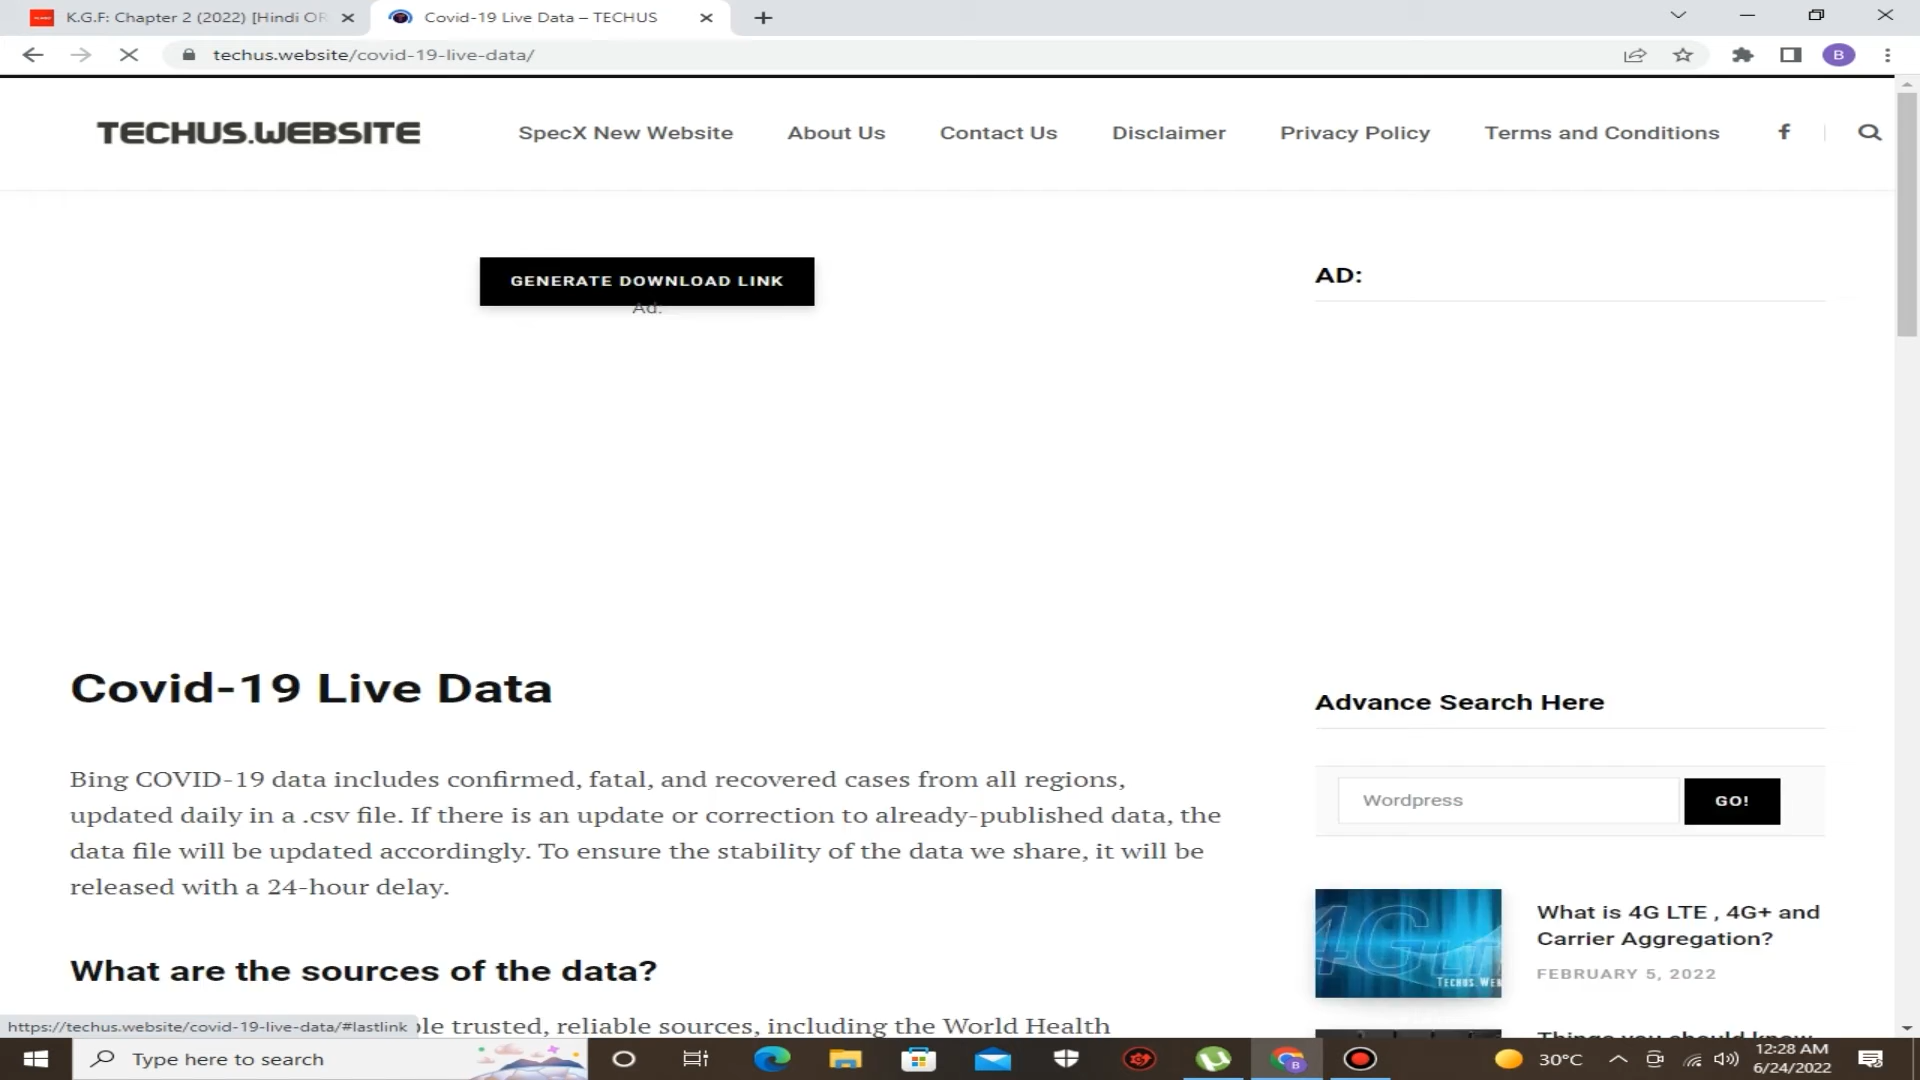 K.G.F: Chapter 2 (2022) [Hindi OR
Covid-19 Live Data – TECHUS
techus.website/covid-19-live-data/
B
TECHUS.WEBSITE
SpecX New Website
About Us
Contact Us
Disclaimer
Privacy Policy
Terms and Conditions
GENERATE DOWNLOAD LINK
Ad:
AD:
Covid-19 Live Data
Bing COVID-19 data includes confirmed, fatal, and recovered cases from all regions,
updated daily in a .csv file. If there is an update or correction to already-published data, the
data file will be updated accordingly. To ensure the stability of the data we share, it will be
released with a 24-hour delay.
What are the sources of the data?
trusted, reliable sources, including the World Health
Advance Search Here
Wordpress
GO!
4G LT
TECHUS.WEB
What is 4G LTE , 4G+ and
Carrier Aggregation?
FEBRUARY 5, 2022
Things you should know
https://techus.website/covid-19-live-data/#lastlink
Type here to search
B
30°C
12:28 AM
6/24/2022